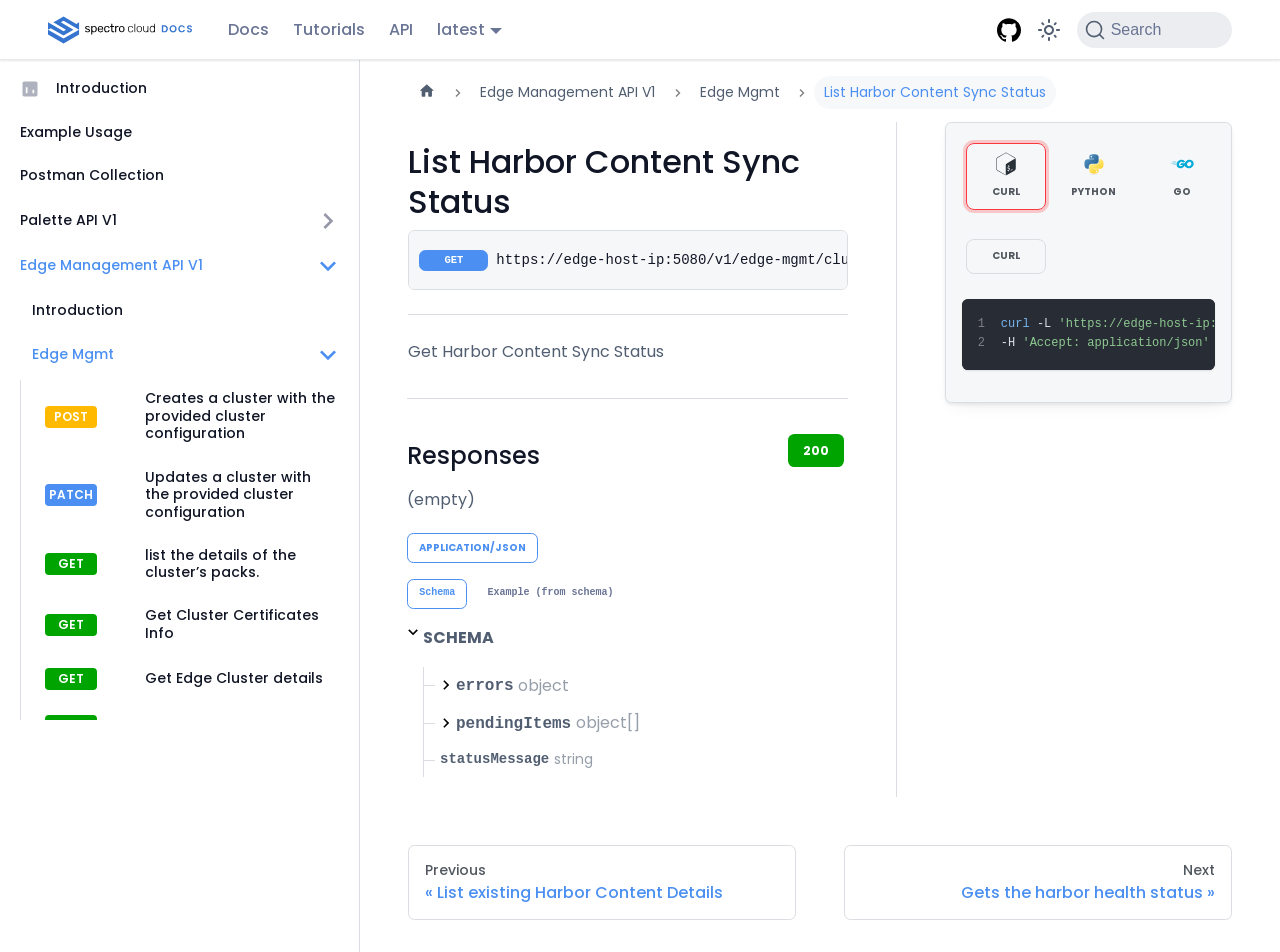 spectro cloud DOCS
Docs
Tutorials
API
latest
Search
Introduction
Example Usage
Postman Collection
Palette API V1
Edge Management API V1
Introduction
Edge Mgmt
POST
Creates a cluster with the
provided cluster
configuration
PATCH
Updates a cluster with
the provided cluster
configuration
GET
list the details of the
cluster’s packs.
GET
Get Cluster Certificates
Info
GET
Get Edge Cluster details
Edge Management API V1
Edge Mgmt
List Harbor Content Sync Status
List Harbor Content Sync
Status
GET https://edge-host-ip:5080/v1/edge-mgmt/clu
Get Harbor Content Sync Status
Responses
200
(empty)
APPLICATION/JSON
Schema
Example (from schema)
SCHEMA
errors object
pendingItems object[]
statusMessage string
CURL
PYTHON
GO
CURL
1 curl -L 'https://edge-host-ip:
2 -H 'Accept: application/json'
Previous
« List existing Harbor Content Details
Next
Gets the harbor health status »